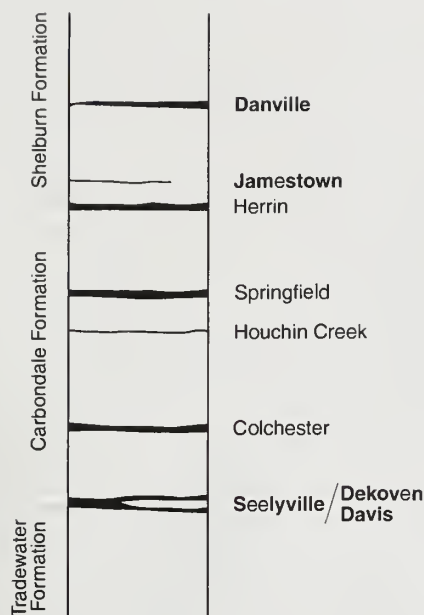 Shelburn Formation
Danville
Jamestown
Herrin
Carbondale Formation
Springfield
Houchin Creek
Colchester
Seelyville / Dekoven
Davis
Tradewater
Formation